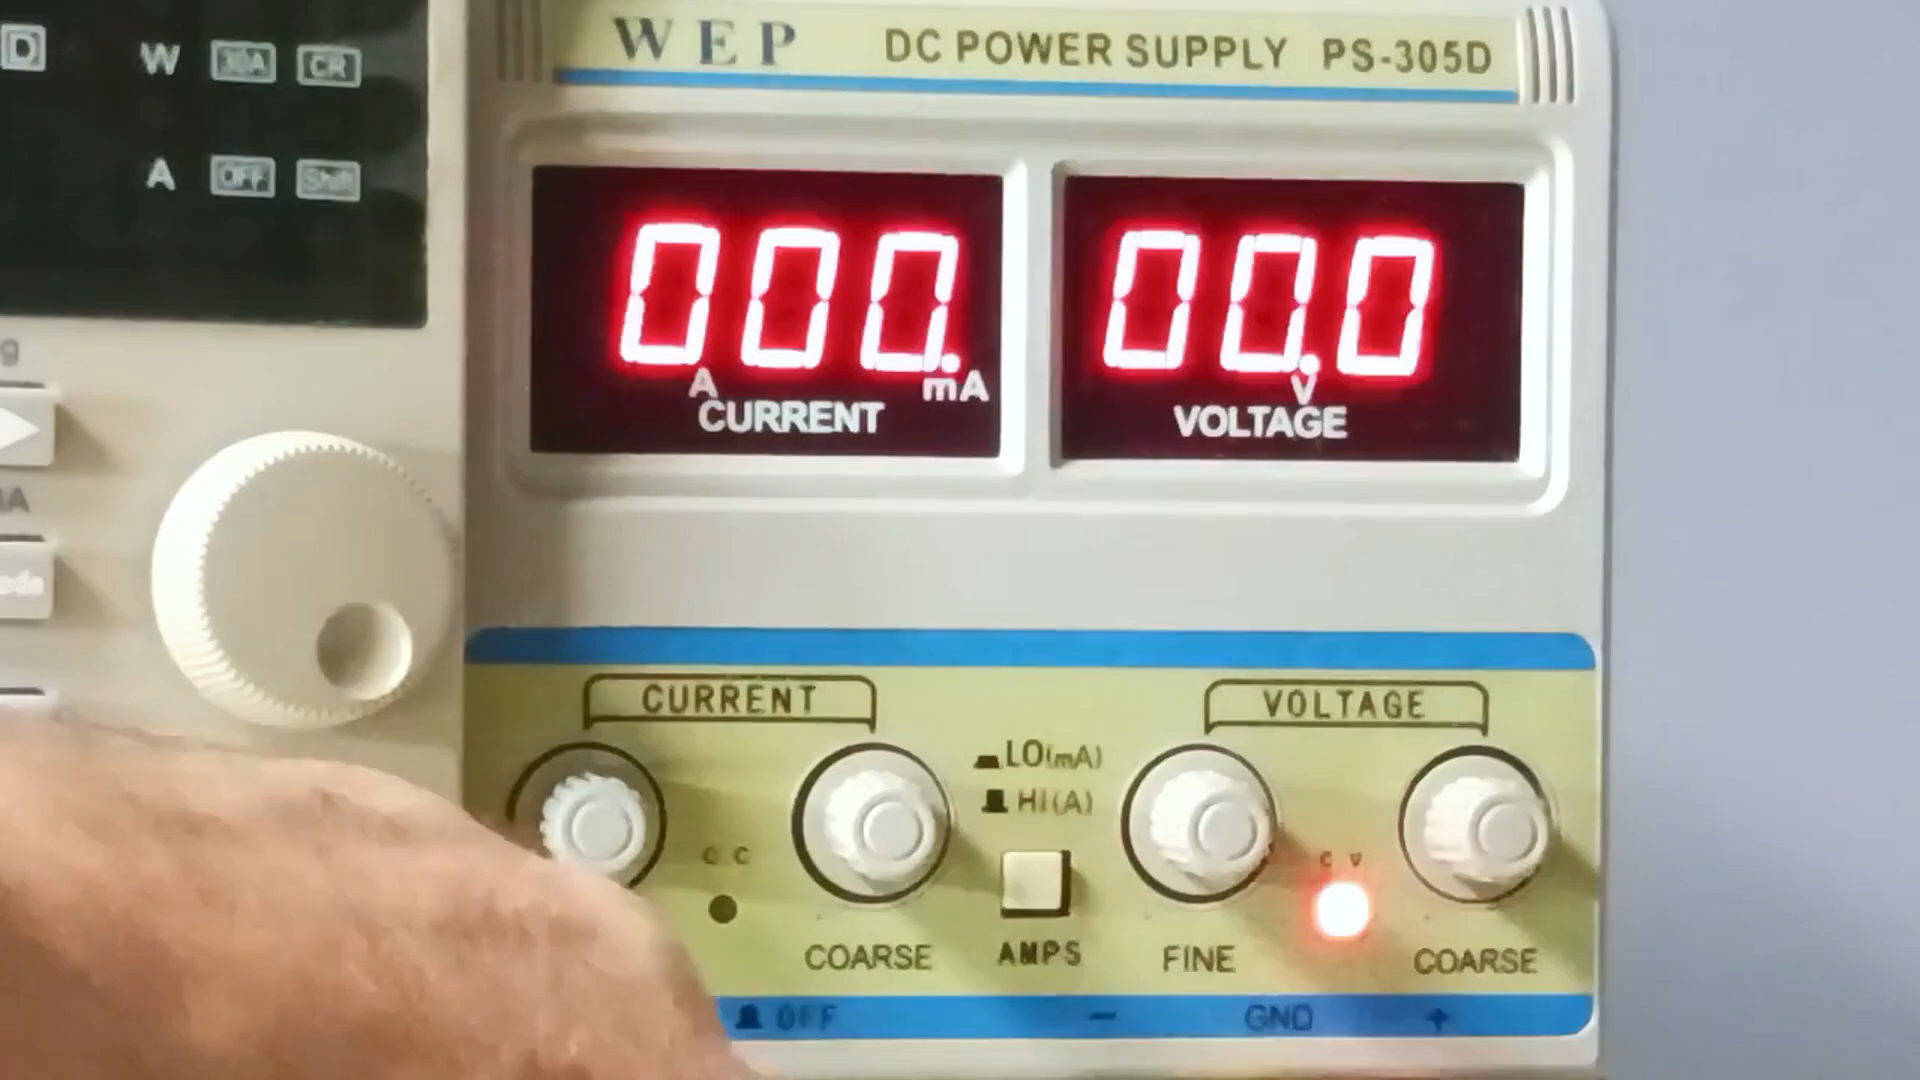 D
W 30A CR
A OFF Shift
WEP DC POWER SUPPLY PS-305D
000.
A mA
CURRENT
00.0
V
VOLTAGE
CURRENT
VOLTAGE
LO(mA)
HI(A)
C C
C V
COARSE
AMPS
FINE
COARSE
OFF
−
GND
+